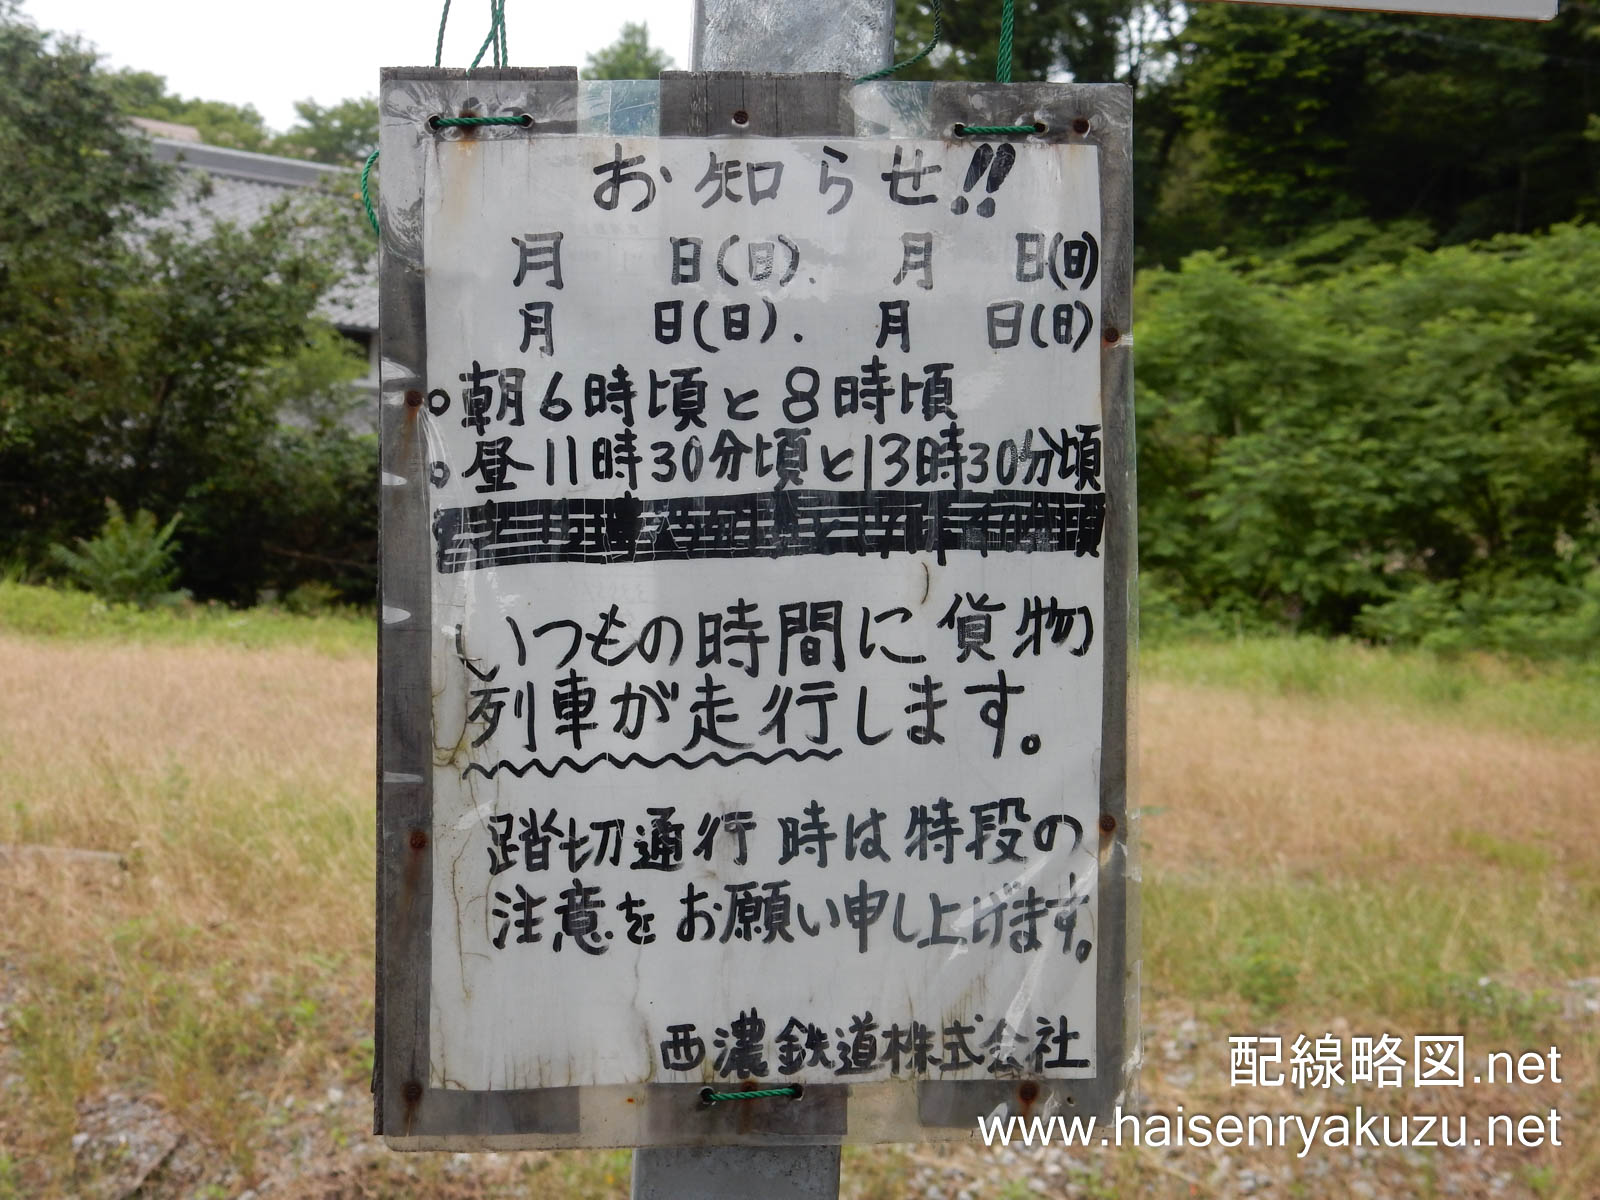 お知らせ!!
月　日(日).　月　日(日)
月　日(日).　月　日(日)
○朝6時頃と8時頃
○昼11時30分頃と13時30分頃
いつもの時間に貨物
列車が走行します。
踏切通行時は特段の
注意をお願い申し上げます。
西濃鉄道株式会社
配線略図.net
www.haisenryakuzu.net